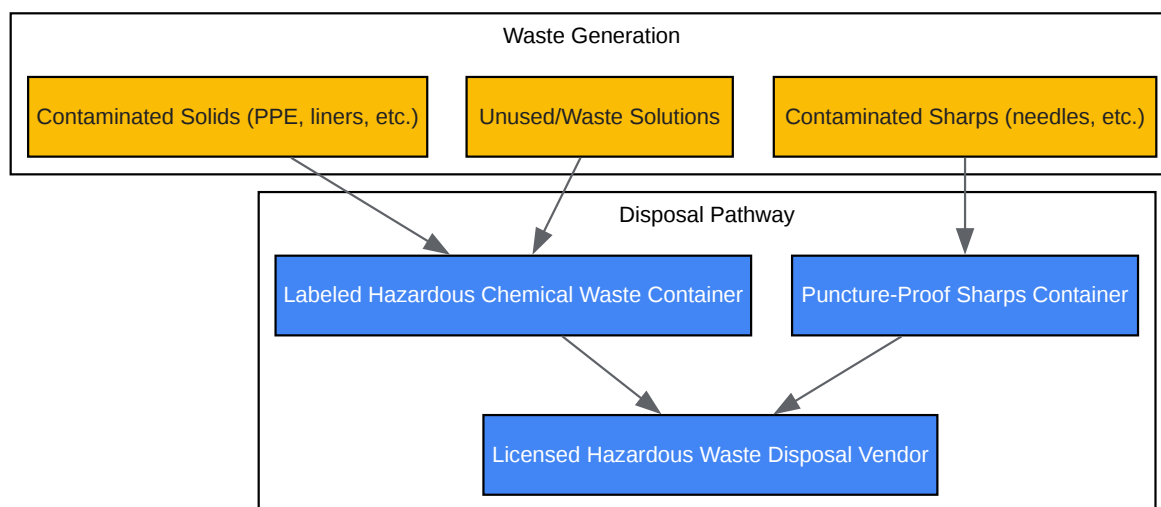 Waste Generation
Contaminated Solids (PPE, liners, etc.)
Unused/Waste Solutions
Contaminated Sharps (needles, etc.)
Disposal Pathway
Labeled Hazardous Chemical Waste Container
Puncture-Proof Sharps Container
Licensed Hazardous Waste Disposal Vendor